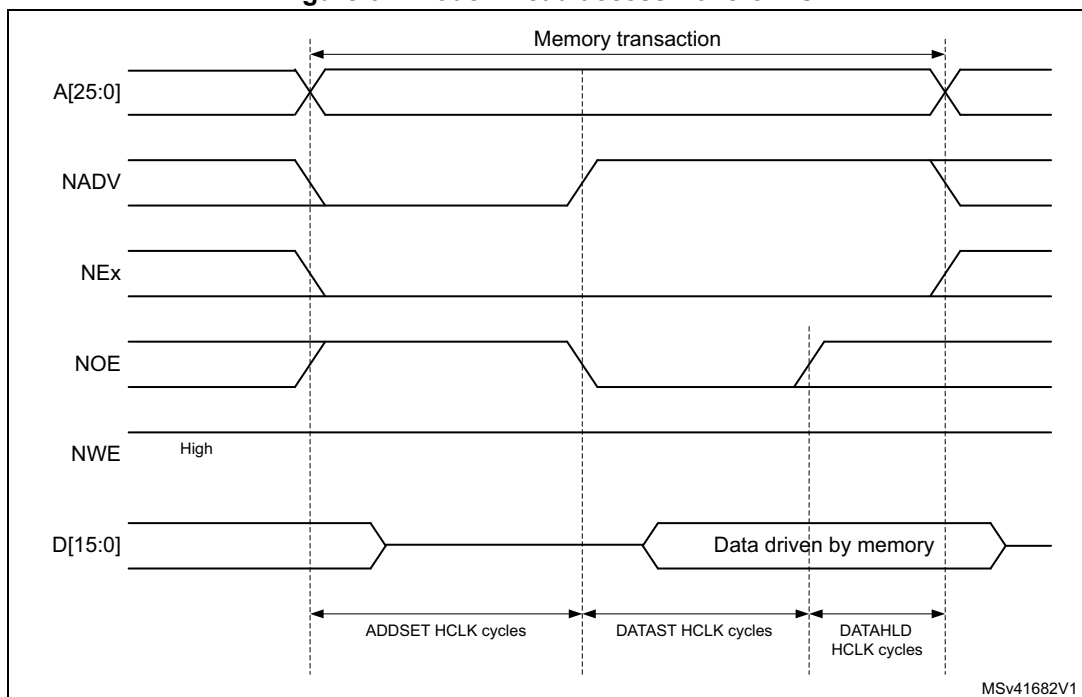 Memory transaction
A[25:0]
NADV
NEx
NOE
NWE
High
D[15:0]
Data driven by memory
ADDSET HCLK cycles
DATAST HCLK cycles
DATAHLD
HCLK cycles
MSv41682V1